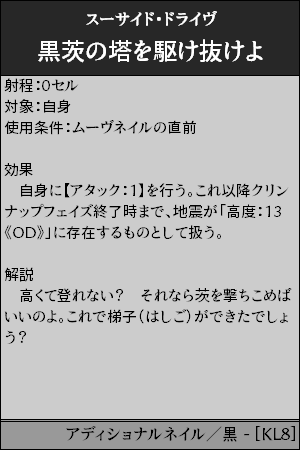 スーサイド・ドライヴ
黒茨の塔を駆け抜けよ
射程：0セル
対象：自身
使用条件：ムーヴネイルの直前
効果
　自身に【アタック：1】を行う。これ以降クリン
ナップフェイズ終了時まで、地震が「高度：13
《OD》」に存在するものとして扱う。
解説
　高くて登れない？　それなら茨を撃ちこめば
いいのよ。これで梯子（はしご）ができたでしょ
う？
アディショナルネイル／黒 - [KL8]